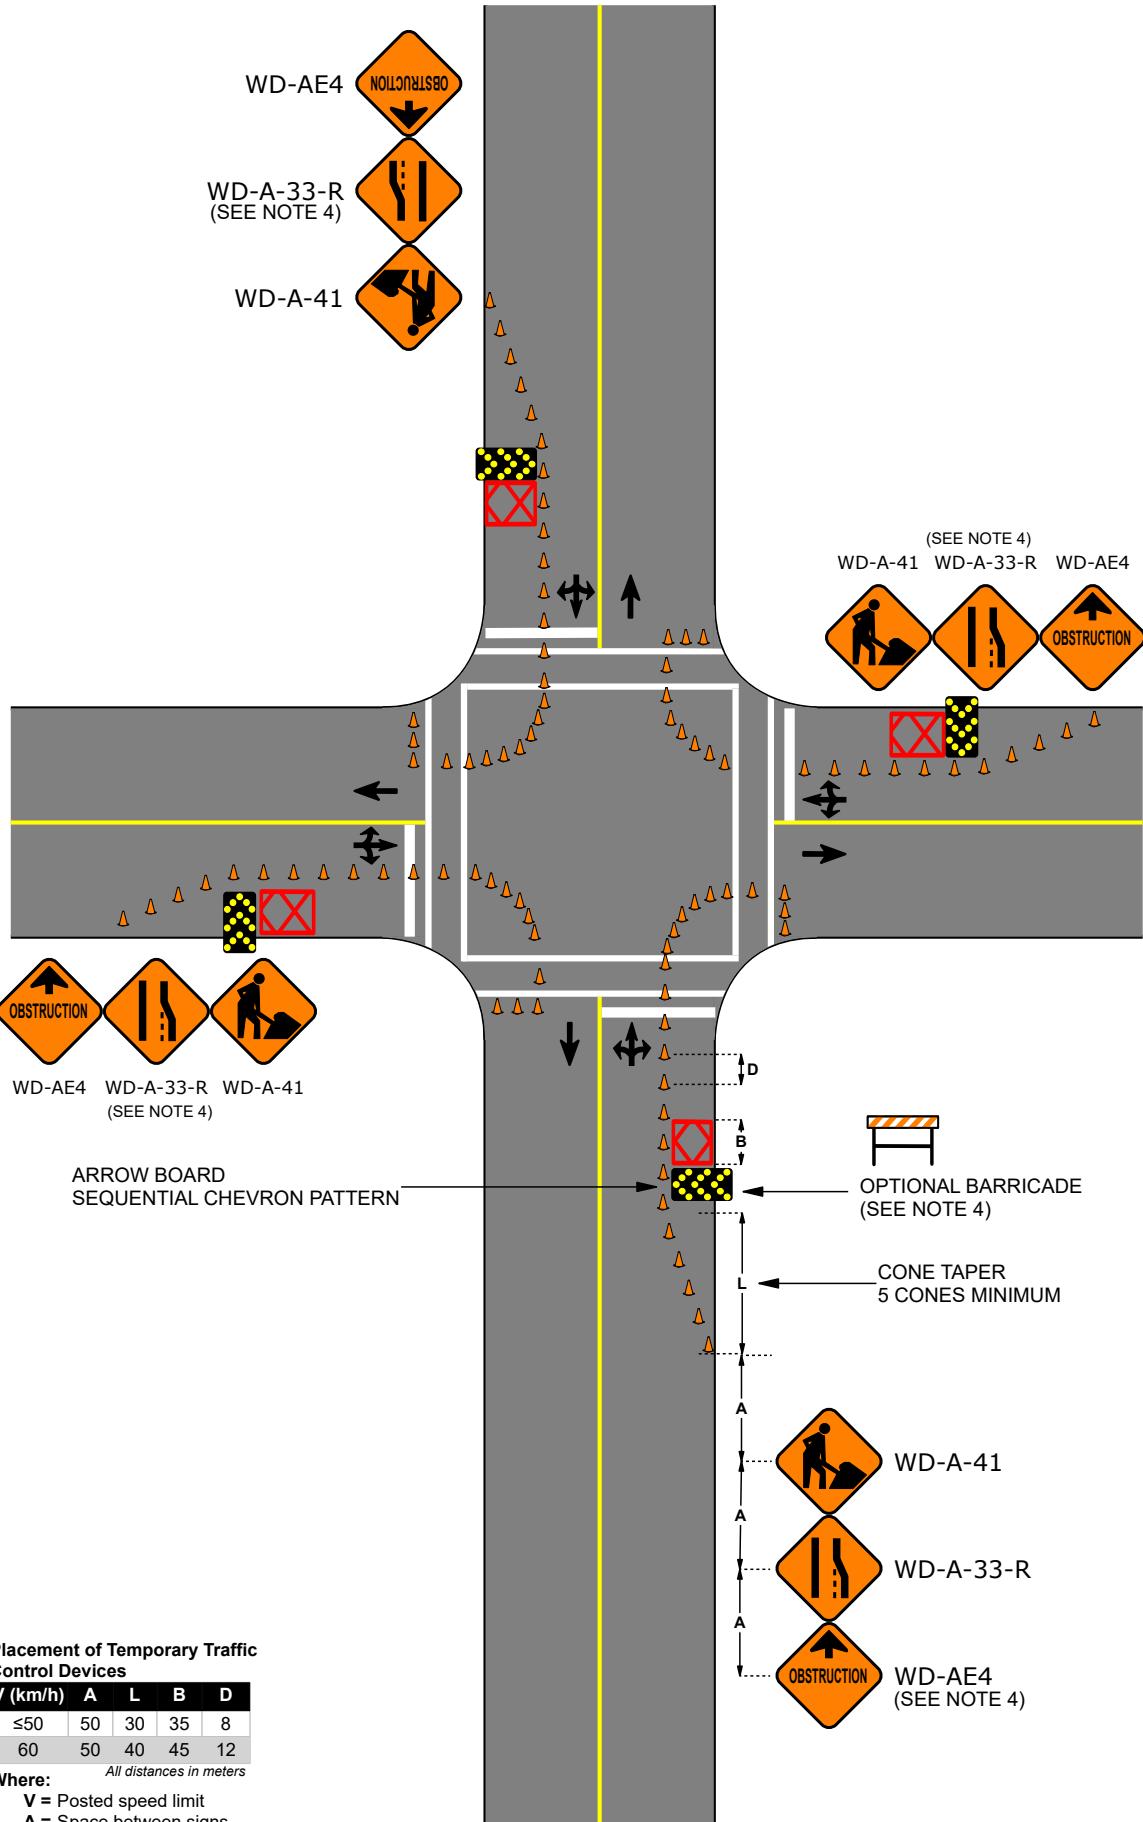 WD-AE4
OBSTRUCTION
WD-A-33-R
(SEE NOTE 4)
WD-A-41
(SEE NOTE 4)
WD-A-41 WD-A-33-R WD-AE4
OBSTRUCTION
OBSTRUCTION
WD-AE4 WD-A-33-R WD-A-41
(SEE NOTE 4)
D
B
ARROW BOARD
SEQUENTIAL CHEVRON PATTERN
OPTIONAL BARRICADE
(SEE NOTE 4)
L
CONE TAPER
5 CONES MINIMUM
A
WD-A-41
A
WD-A-33-R
A
OBSTRUCTION
WD-AE4
(SEE NOTE 4)
lacement of Temporary Traffic
ontrol Devices
(km/h) A L B D
≤50 50 30 35 8
60 50 40 45 12
All distances in meters
here:
V = Posted speed limit
A = Space between signs